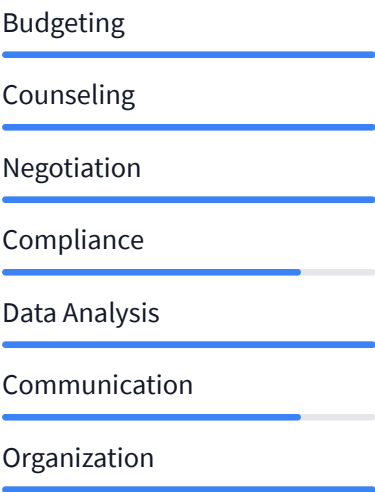 Budgeting
Counseling
Negotiation
Compliance
Data Analysis
Communication
Organization